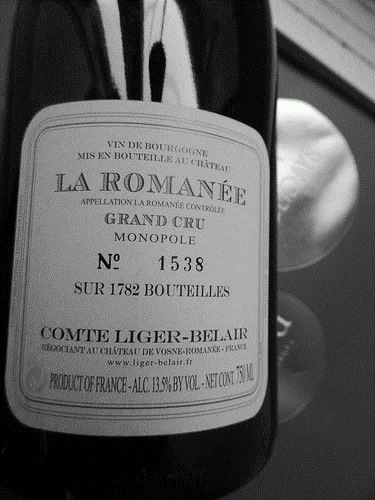 VIN DE BOURGOGNE
MIS EN BOUTEILLE AU CHÂTEAU
LA ROMANÉE
APPELLATION LA ROMANÉE CONTRÔLÉE
GRAND CRU
MONOPOLE
Nº 1538
SUR 1782 BOUTEILLES
COMTE LIGER-BELAIR
NÉGOCIANT AU CHÂTEAU DE VOSNE-ROMANÉE - FRANCE
www.liger-belair.fr
PRODUCT OF FRANCE - ALC. 13.5% BY VOL. - NET CONT. 750 ML